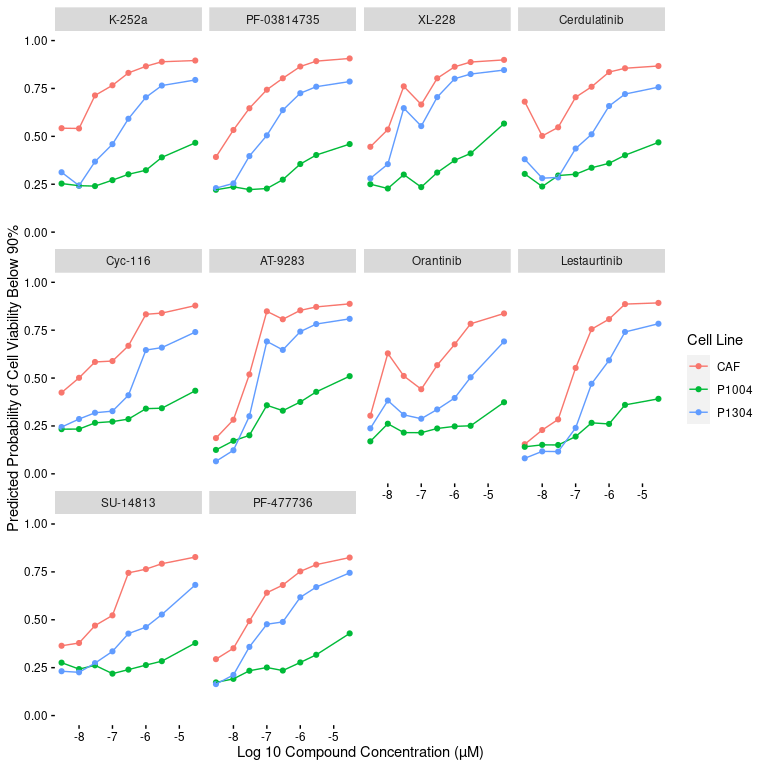 K-252a PF-03814735 XL-228 Cerdulatinib
1.00
0.75
0.50
0.25
0.00
Cyc-116 AT-9283 Orantinib Lestaurtinib
1.00
0.75
0.50
0.25
0.00
-8 -7 -6 -5 -8 -7 -6 -5
SU-14813 PF-477736
1.00
0.75
0.50
0.25
0.00
-8 -7 -6 -5 -8 -7 -6 -5
Log 10 Compound Concentration (μM)
Predicted Probability of Cell Viability Below 90%
Cell Line
CAF
P1004
P1304